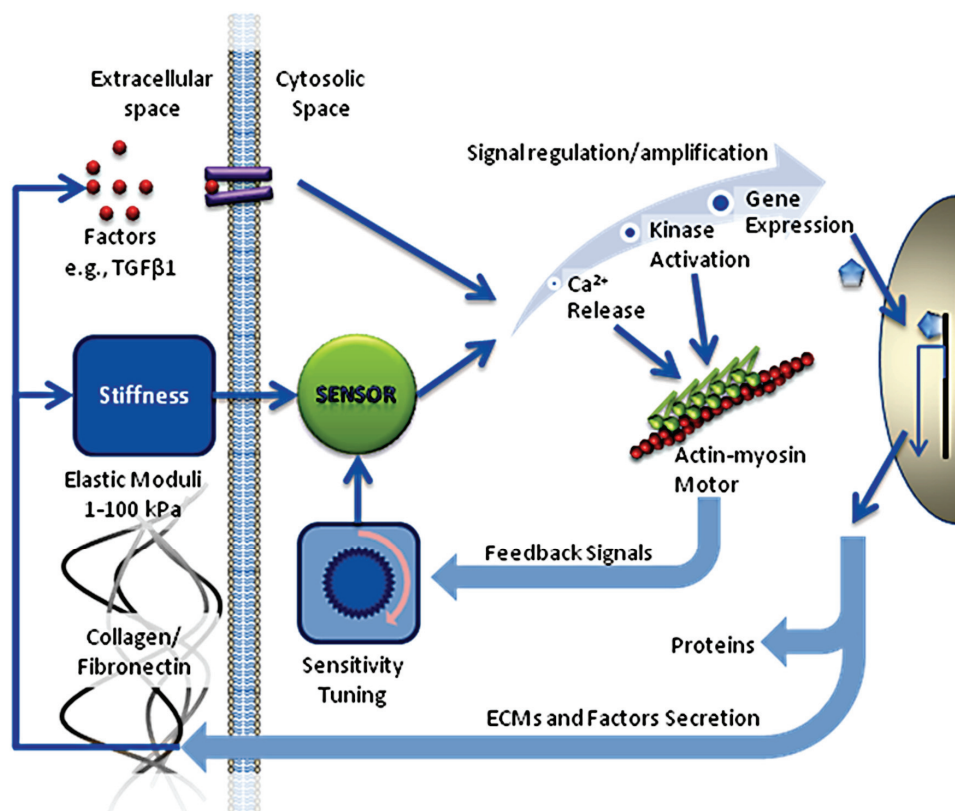 Extracellular
space
Cytosolic
Space
Signal regulation/amplification
Gene
Expression
Kinase
Activation
Factors
e.g., TGFβ1
Ca²⁺
Release
Stiffness
SENSOR
Elastic Moduli
1-100 kPa
Actin-myosin
Motor
Feedback Signals
Collagen/
Fibronectin
Sensitivity
Tuning
Proteins
ECMs and Factors Secretion